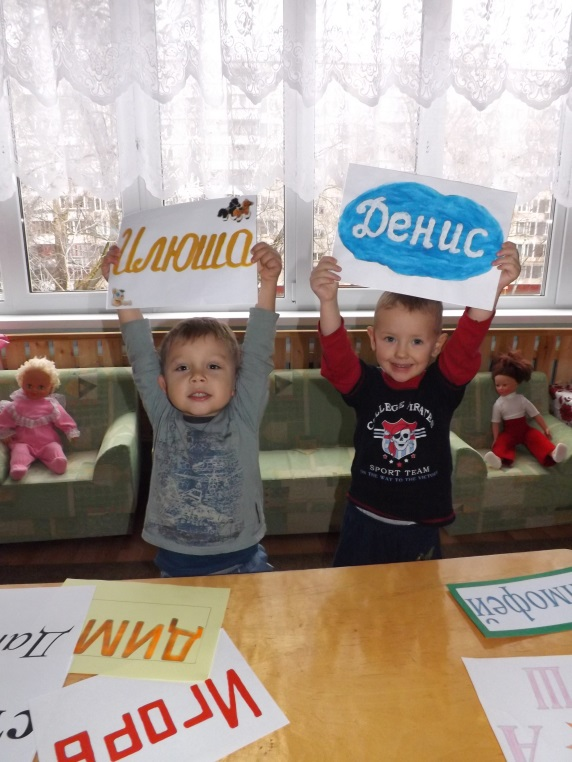 Илюша
Денис
COLLEGE PIRATES
SPORT TEAM
ДИМ
Игорь
Ш
А